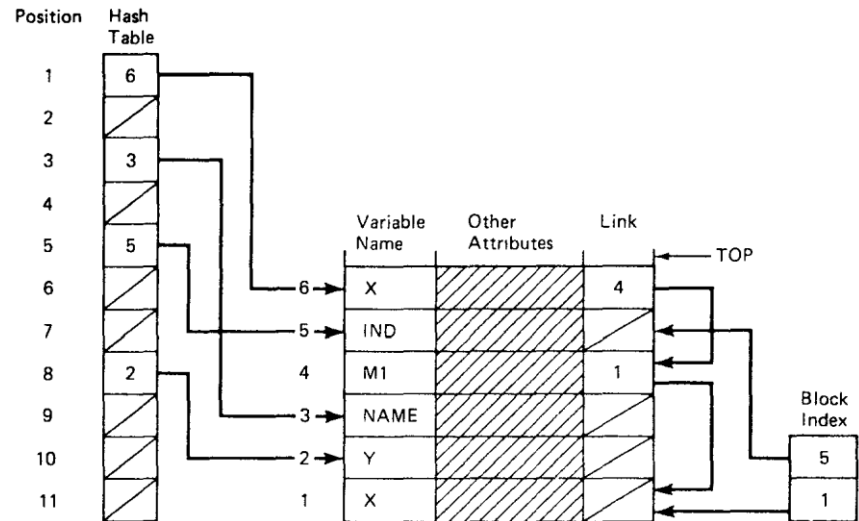 Position Hash
Table
1 6
2
3 3
4
Variable Other Link
5 5 Name Attributes
TOP
6 6 X 4
7 5 IND
8 2 4 M1 1
Block
9 3 NAME Index
10 2 Y 5
11 1 X 1